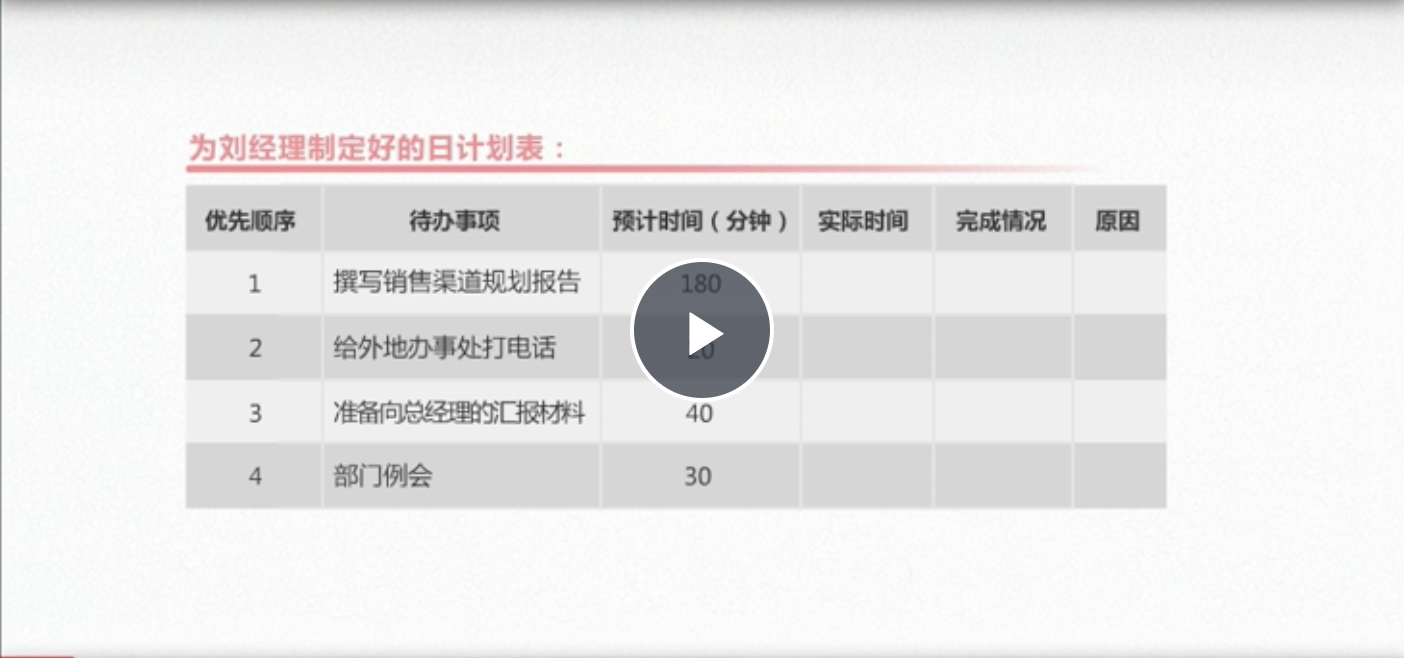 为刘经理制定好的日计划表：
优先顺序 待办事项 预计时间（分钟） 实际时间 完成情况 原因
1 撰写销售渠道规划报告 180
2 给外地办事处打电话
3 准备向总经理的汇报材料 40
4 部门例会 30